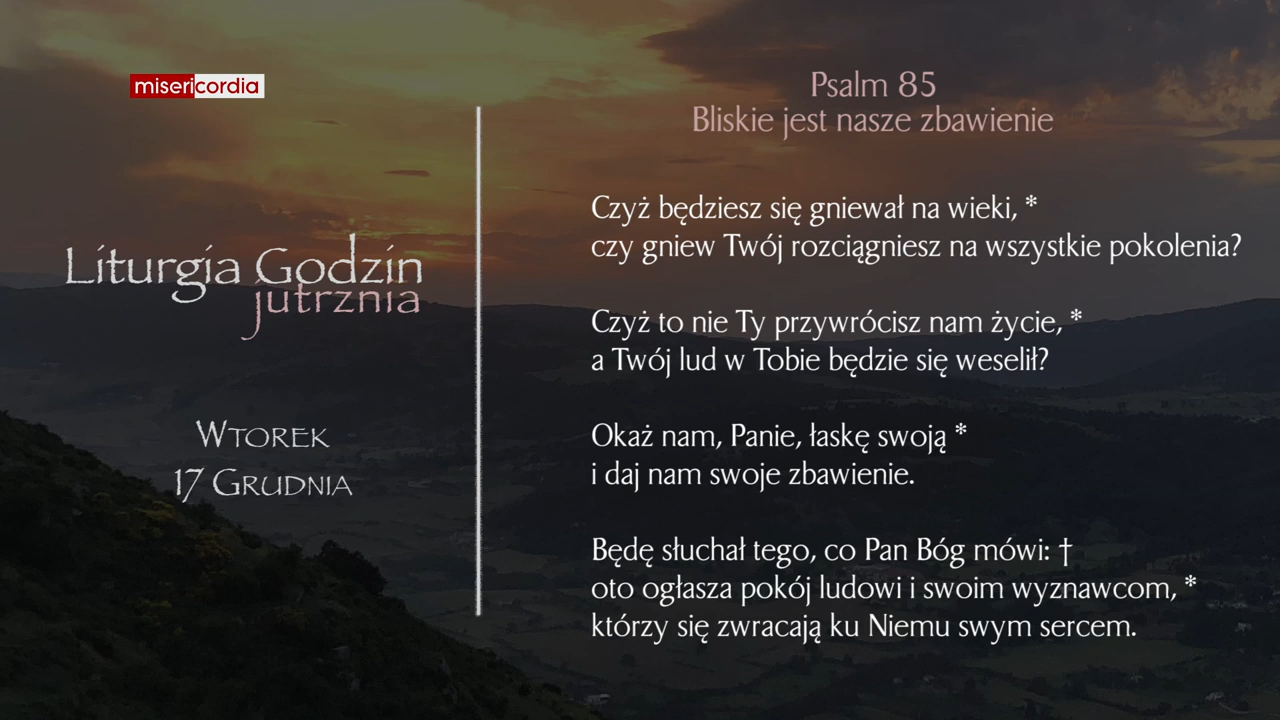 misericordia
Liturgia Godzin
jutrznia
Wtorek
17 Grudnia
Psalm 85
Bliskie jest nasze zbawienie
Czyż będziesz się gniewał na wieki, *
czy gniew Twój rozciągniesz na wszystkie pokolenia?
Czyż to nie Ty przywrócisz nam życie, *
a Twój lud w Tobie będzie się weselił?
Okaż nam, Panie, łaskę swoją *
i daj nam swoje zbawienie.
Będę słuchał tego, co Pan Bóg mówi: †
oto ogłasza pokój ludowi i swoim wyznawcom, *
którzy się zwracają ku Niemu swym sercem.